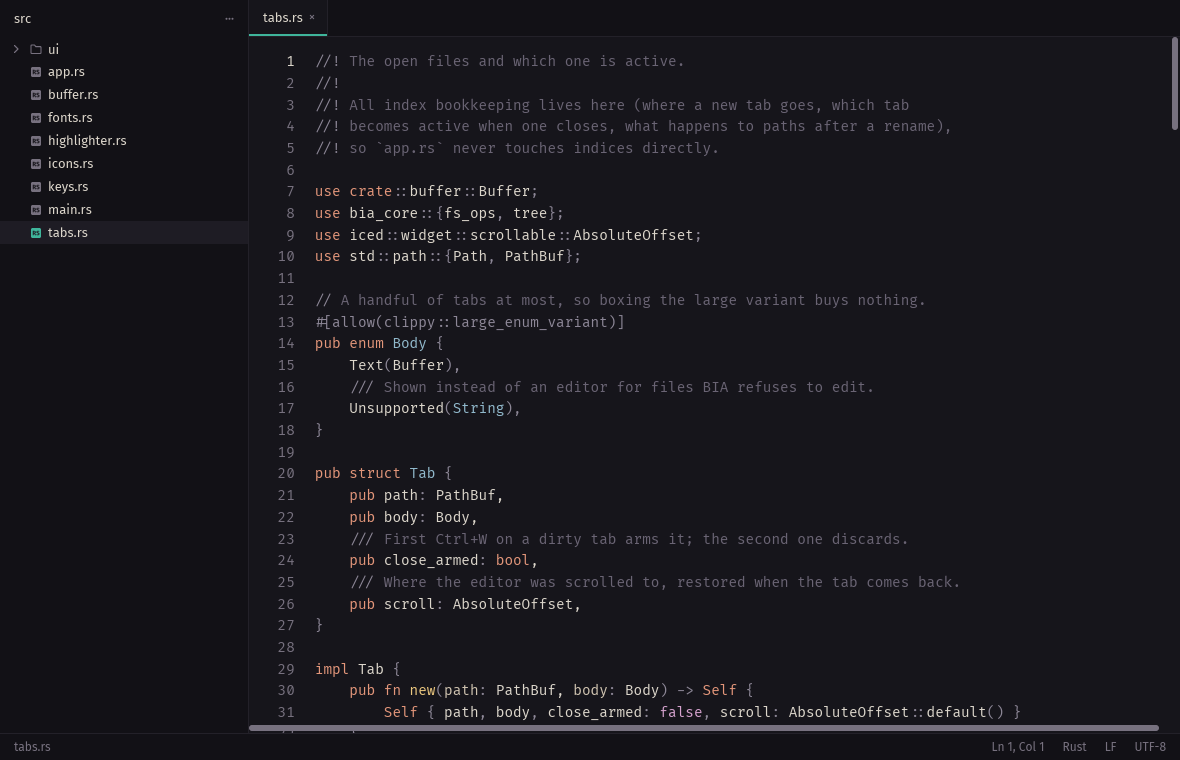 src ···
ui
app.rs
buffer.rs
fonts.rs
highlighter.rs
icons.rs
keys.rs
main.rs
tabs.rs
tabs.rs ×
1 //! The open files and which one is active.
2 //!
3 //! All index bookkeeping lives here (where a new tab goes, which tab
4 //! becomes active when one closes, what happens to paths after a rename),
5 //! so `app.rs` never touches indices directly.
6
7 use crate::buffer::Buffer;
8 use bia_core::{fs_ops, tree};
9 use iced::widget::scrollable::AbsoluteOffset;
10 use std::path::{Path, PathBuf};
11
12 // A handful of tabs at most, so boxing the large variant buys nothing.
13 #[allow(clippy::large_enum_variant)]
14 pub enum Body {
15     Text(Buffer),
16     /// Shown instead of an editor for files BIA refuses to edit.
17     Unsupported(String),
18 }
19
20 pub struct Tab {
21     pub path: PathBuf,
22     pub body: Body,
23     /// First Ctrl+W on a dirty tab arms it; the second one discards.
24     pub close_armed: bool,
25     /// Where the editor was scrolled to, restored when the tab comes back.
26     pub scroll: AbsoluteOffset,
27 }
28
29 impl Tab {
30     pub fn new(path: PathBuf, body: Body) -> Self {
31         Self { path, body, close_armed: false, scroll: AbsoluteOffset::default() }
tabs.rs Ln 1, Col 1 Rust LF UTF-8